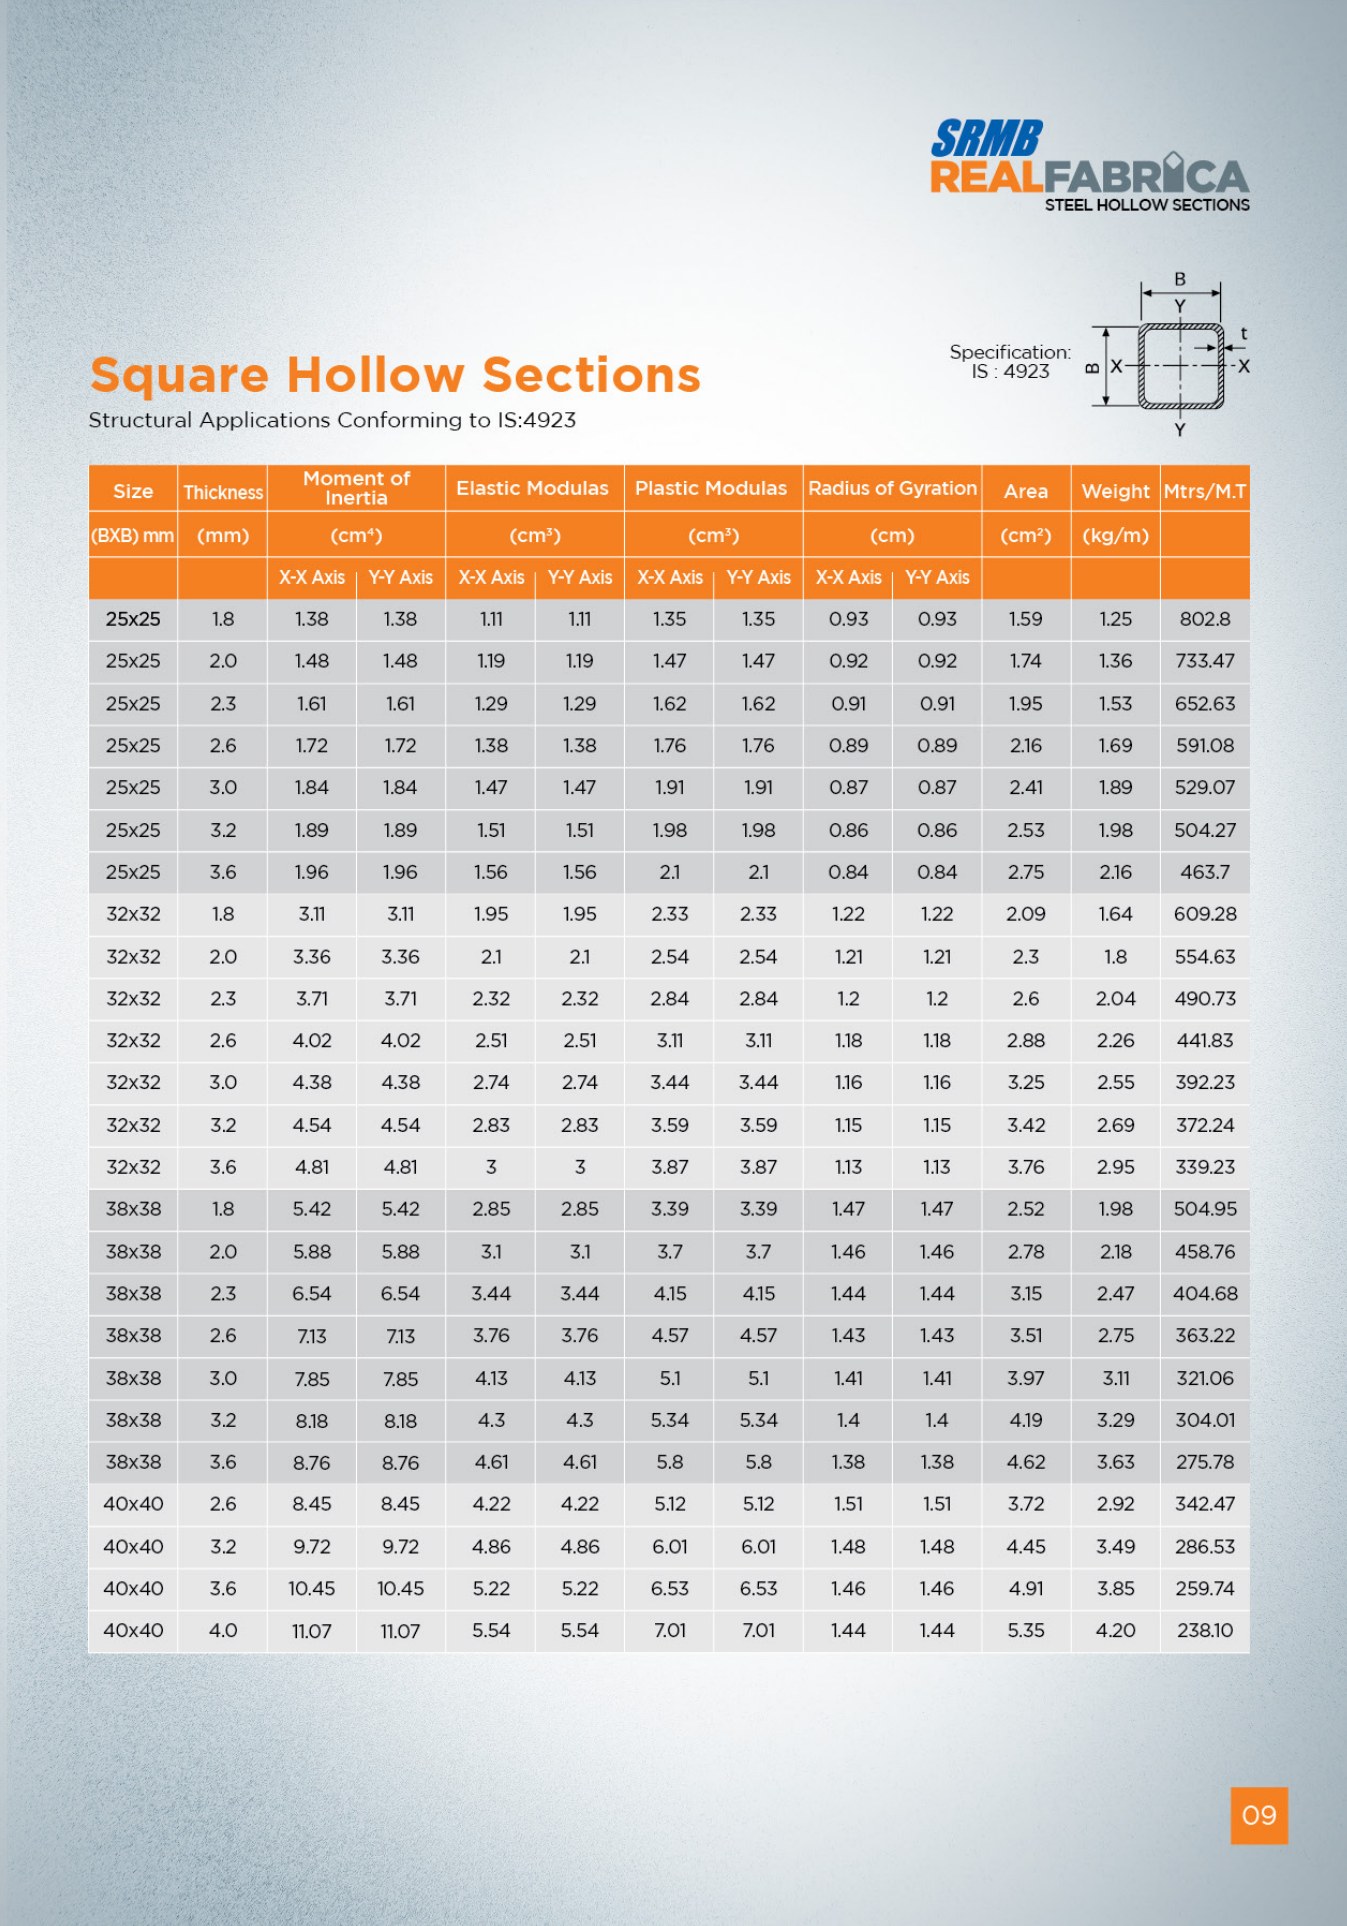 SRMB
REALFABRICA
STEEL HOLLOW SECTIONS
B
Y
t
Specification:
IS : 4923
B
X
X
Y
Square Hollow Sections
Structural Applications Conforming to IS:4923
Size Thickness Moment of Inertia Elastic Modulas Plastic Modulas Radius of Gyration Area Weight Mtrs/M.T
(BXB) mm (mm) (cm⁴) (cm³) (cm³) (cm) (cm²) (kg/m)
X-X Axis Y-Y Axis X-X Axis Y-Y Axis X-X Axis Y-Y Axis X-X Axis Y-Y Axis
25x25 1.8 1.38 1.38 1.11 1.11 1.35 1.35 0.93 0.93 1.59 1.25 802.8
25x25 2.0 1.48 1.48 1.19 1.19 1.47 1.47 0.92 0.92 1.74 1.36 733.47
25x25 2.3 1.61 1.61 1.29 1.29 1.62 1.62 0.91 0.91 1.95 1.53 652.63
25x25 2.6 1.72 1.72 1.38 1.38 1.76 1.76 0.89 0.89 2.16 1.69 591.08
25x25 3.0 1.84 1.84 1.47 1.47 1.91 1.91 0.87 0.87 2.41 1.89 529.07
25x25 3.2 1.89 1.89 1.51 1.51 1.98 1.98 0.86 0.86 2.53 1.98 504.27
25x25 3.6 1.96 1.96 1.56 1.56 2.1 2.1 0.84 0.84 2.75 2.16 463.7
32x32 1.8 3.11 3.11 1.95 1.95 2.33 2.33 1.22 1.22 2.09 1.64 609.28
32x32 2.0 3.36 3.36 2.1 2.1 2.54 2.54 1.21 1.21 2.3 1.8 554.63
32x32 2.3 3.71 3.71 2.32 2.32 2.84 2.84 1.2 1.2 2.6 2.04 490.73
32x32 2.6 4.02 4.02 2.51 2.51 3.11 3.11 1.18 1.18 2.88 2.26 441.83
32x32 3.0 4.38 4.38 2.74 2.74 3.44 3.44 1.16 1.16 3.25 2.55 392.23
32x32 3.2 4.54 4.54 2.83 2.83 3.59 3.59 1.15 1.15 3.42 2.69 372.24
32x32 3.6 4.81 4.81 3 3 3.87 3.87 1.13 1.13 3.76 2.95 339.23
38x38 1.8 5.42 5.42 2.85 2.85 3.39 3.39 1.47 1.47 2.52 1.98 504.95
38x38 2.0 5.88 5.88 3.1 3.1 3.7 3.7 1.46 1.46 2.78 2.18 458.76
38x38 2.3 6.54 6.54 3.44 3.44 4.15 4.15 1.44 1.44 3.15 2.47 404.68
38x38 2.6 7.13 7.13 3.76 3.76 4.57 4.57 1.43 1.43 3.51 2.75 363.22
38x38 3.0 7.85 7.85 4.13 4.13 5.1 5.1 1.41 1.41 3.97 3.11 321.06
38x38 3.2 8.18 8.18 4.3 4.3 5.34 5.34 1.4 1.4 4.19 3.29 304.01
38x38 3.6 8.76 8.76 4.61 4.61 5.8 5.8 1.38 1.38 4.62 3.63 275.78
40x40 2.6 8.45 8.45 4.22 4.22 5.12 5.12 1.51 1.51 3.72 2.92 342.47
40x40 3.2 9.72 9.72 4.86 4.86 6.01 6.01 1.48 1.48 4.45 3.49 286.53
40x40 3.6 10.45 10.45 5.22 5.22 6.53 6.53 1.46 1.46 4.91 3.85 259.74
40x40 4.0 11.07 11.07 5.54 5.54 7.01 7.01 1.44 1.44 5.35 4.20 238.10
09